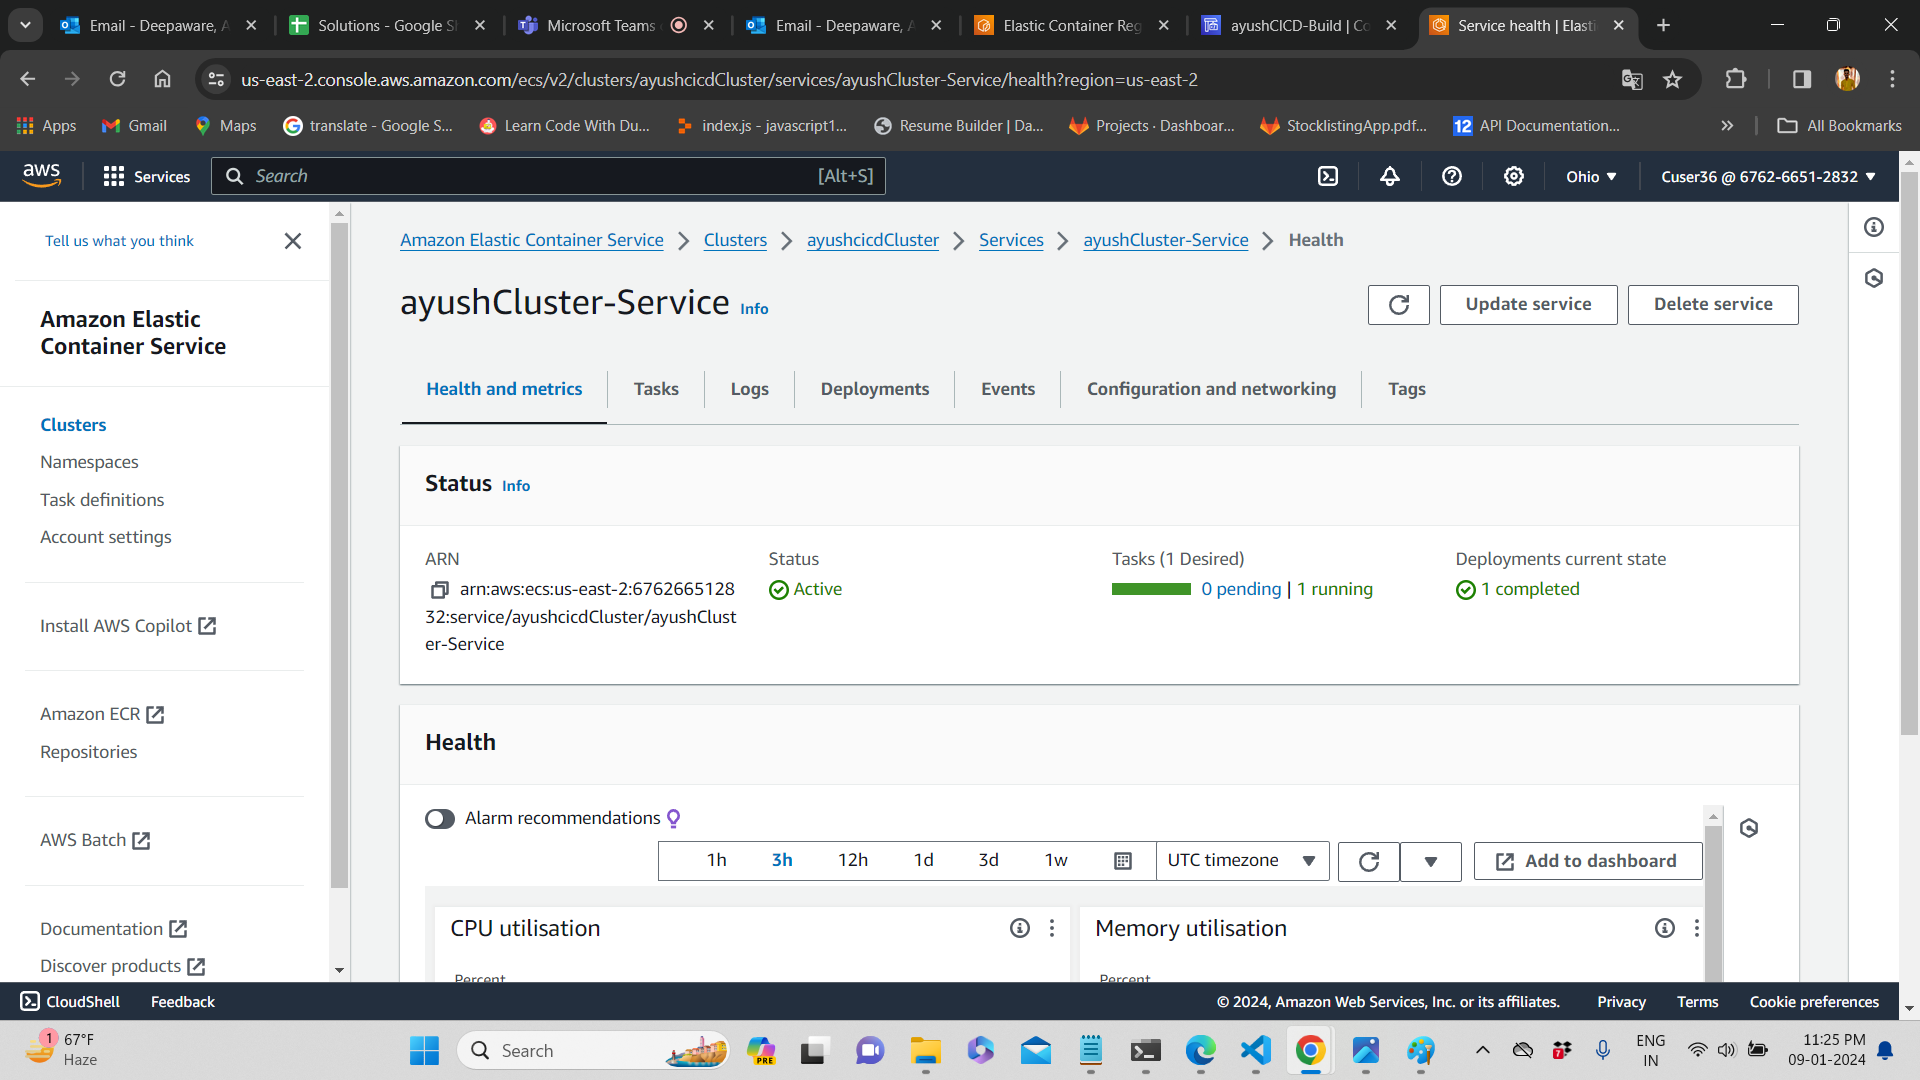 Email - Deepaware, A
Solutions - Google Sh
Microsoft Teams
Email - Deepaware, A
Elastic Container Reg
ayushCICD-Build | Co
Service health | Elasti
us-east-2.console.aws.amazon.com/ecs/v2/clusters/ayushcicdCluster/services/ayushCluster-Service/health?region=us-east-2
Apps
Gmail
Maps
translate - Google S...
Learn Code With Du...
index.js - javascript1...
Resume Builder | Da...
Projects · Dashboar...
StocklistingApp.pdf...
12 API Documentation...
All Bookmarks
aws
Services
Search [Alt+S]
Ohio
Cuser36 @ 6762-6651-2832
Tell us what you think
Amazon Elastic
Container Service
Clusters
Namespaces
Task definitions
Account settings
Install AWS Copilot
Amazon ECR
Repositories
AWS Batch
Documentation
Discover products
Amazon Elastic Container Service > Clusters > ayushcicdCluster > Services > ayushCluster-Service > Health
ayushCluster-Service Info
Update service
Delete service
Health and metrics
Tasks
Logs
Deployments
Events
Configuration and networking
Tags
Status Info
ARN
arn:aws:ecs:us-east-2:6762665128
32:service/ayushcicdCluster/ayushClust
er-Service
Status
Active
Tasks (1 Desired)
0 pending | 1 running
Deployments current state
1 completed
Health
Alarm recommendations
1h 3h 12h 1d 3d 1w
UTC timezone
Add to dashboard
CPU utilisation
Percent
Memory utilisation
Percent
CloudShell
Feedback
© 2024, Amazon Web Services, Inc. or its affiliates.
Privacy
Terms
Cookie preferences
1
67°F
Haze
Search
PRE
7
ENG
IN
11:25 PM
09-01-2024